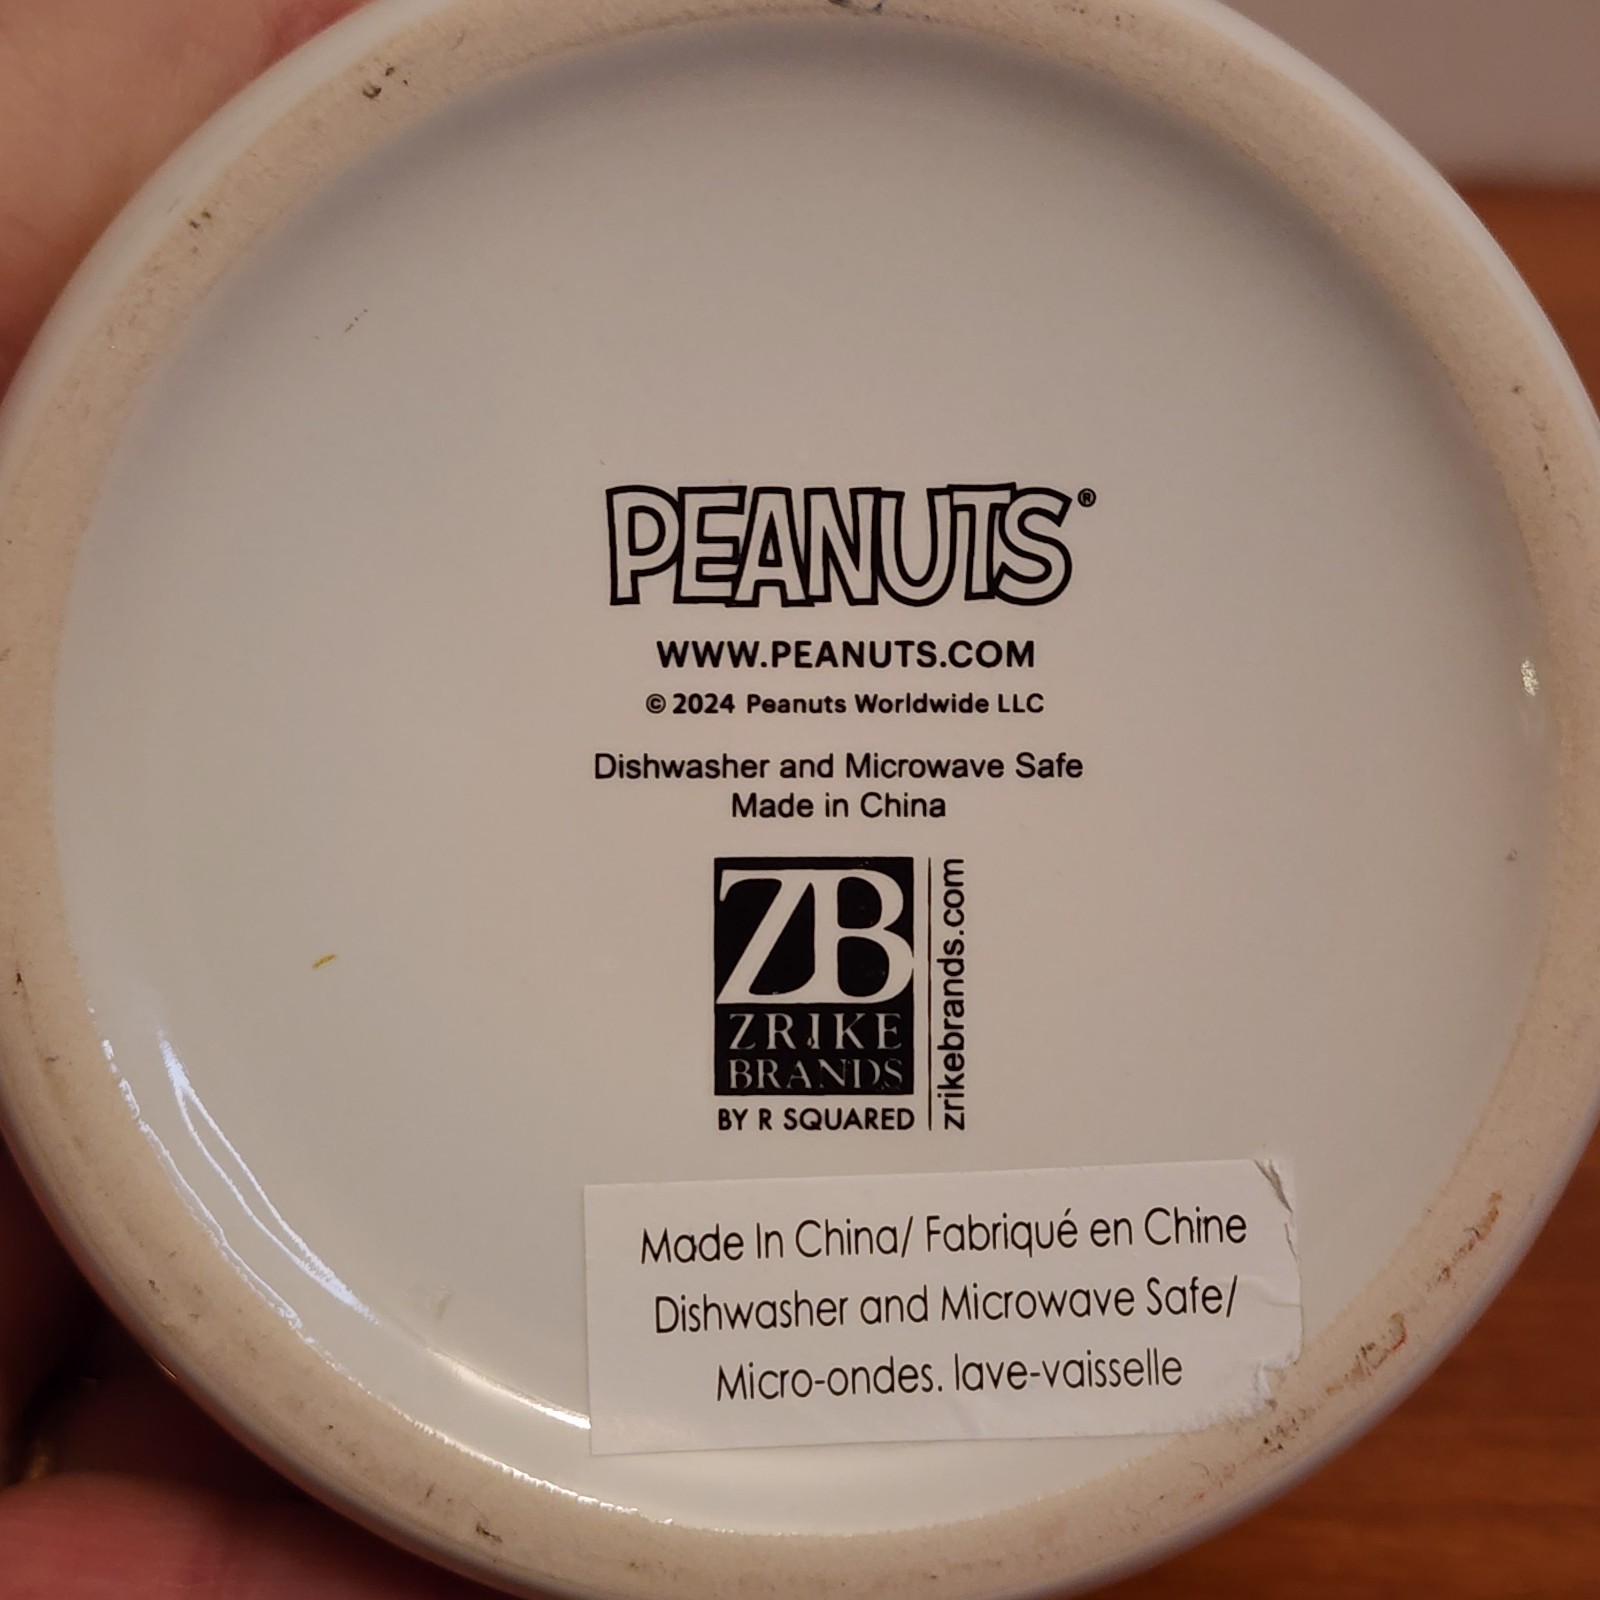 PEANUTS®
WWW.PEANUTS.COM
© 2024 Peanuts Worldwide LLC
Dishwasher and Microwave Safe
Made in China
ZB
ZRIKE
BRANDS
BY R SQUARED
zrikebrands.com
Made In China/ Fabriqué en Chine
Dishwasher and Microwave Safe/
Micro-ondes. lave-vaisselle